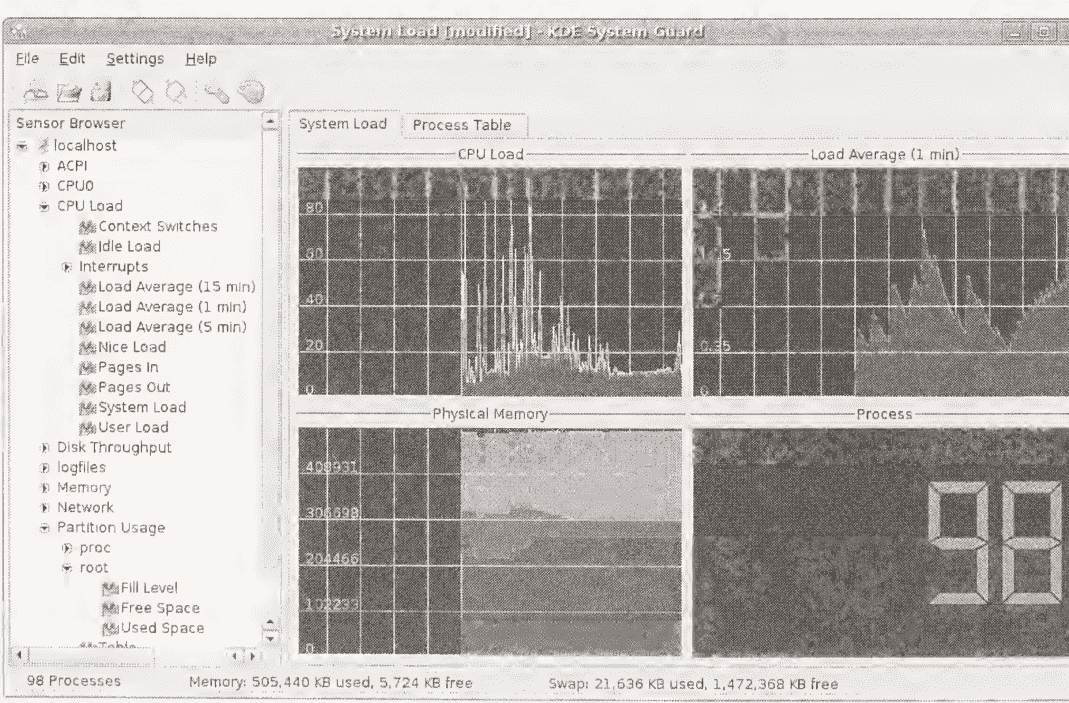 System Load [modified] - KDE System Guard
File Edit Settings Help
Sensor Browser
localhost
ACPI
CPU0
CPU Load
Context Switches
Idle Load
Interrupts
Load Average (15 min)
Load Average (1 min)
Load Average (5 min)
Nice Load
Pages In
Pages Out
System Load
User Load
Disk Throughput
logfiles
Memory
Network
Partition Usage
proc
root
Fill Level
Free Space
Used Space
Table
System Load Process Table
CPU Load
80
60
40
20
0
Load Average (1 min)
0.35
0
Physical Memory
408931
306698
204466
102233
0
Process
98
98 Processes Memory: 505,440 KB used, 5,724 KB free Swap: 21,636 KB used, 1,472,368 KB free